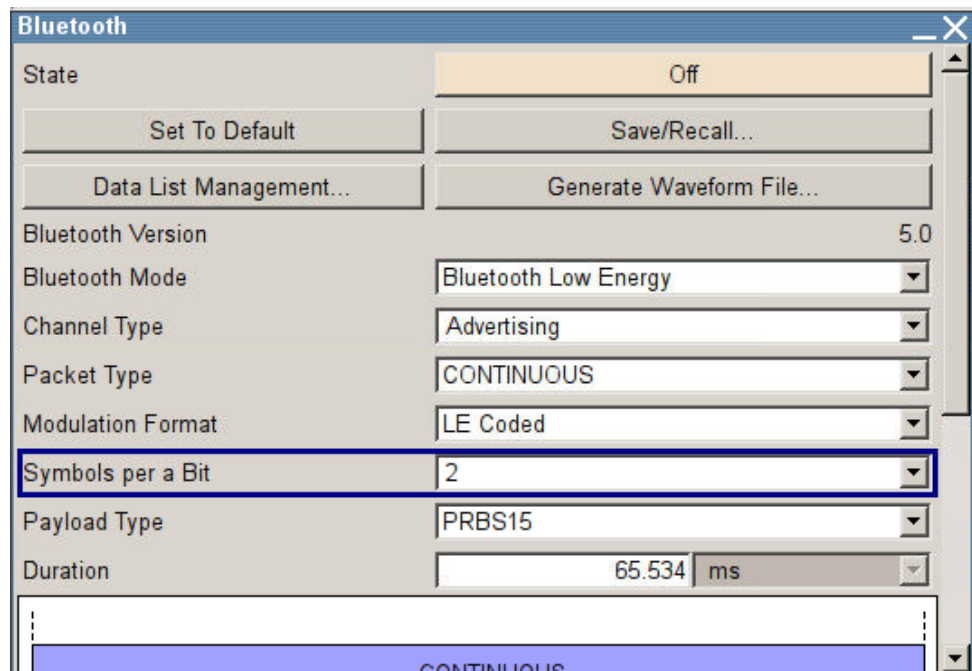 Bluetooth
State Off
Set To Default Save/Recall...
Data List Management... Generate Waveform File...
Bluetooth Version 5.0
Bluetooth Mode Bluetooth Low Energy
Channel Type Advertising
Packet Type CONTINUOUS
Modulation Format LE Coded
Symbols per a Bit 2
Payload Type PRBS15
Duration 65.534 ms
CONTINUOUS